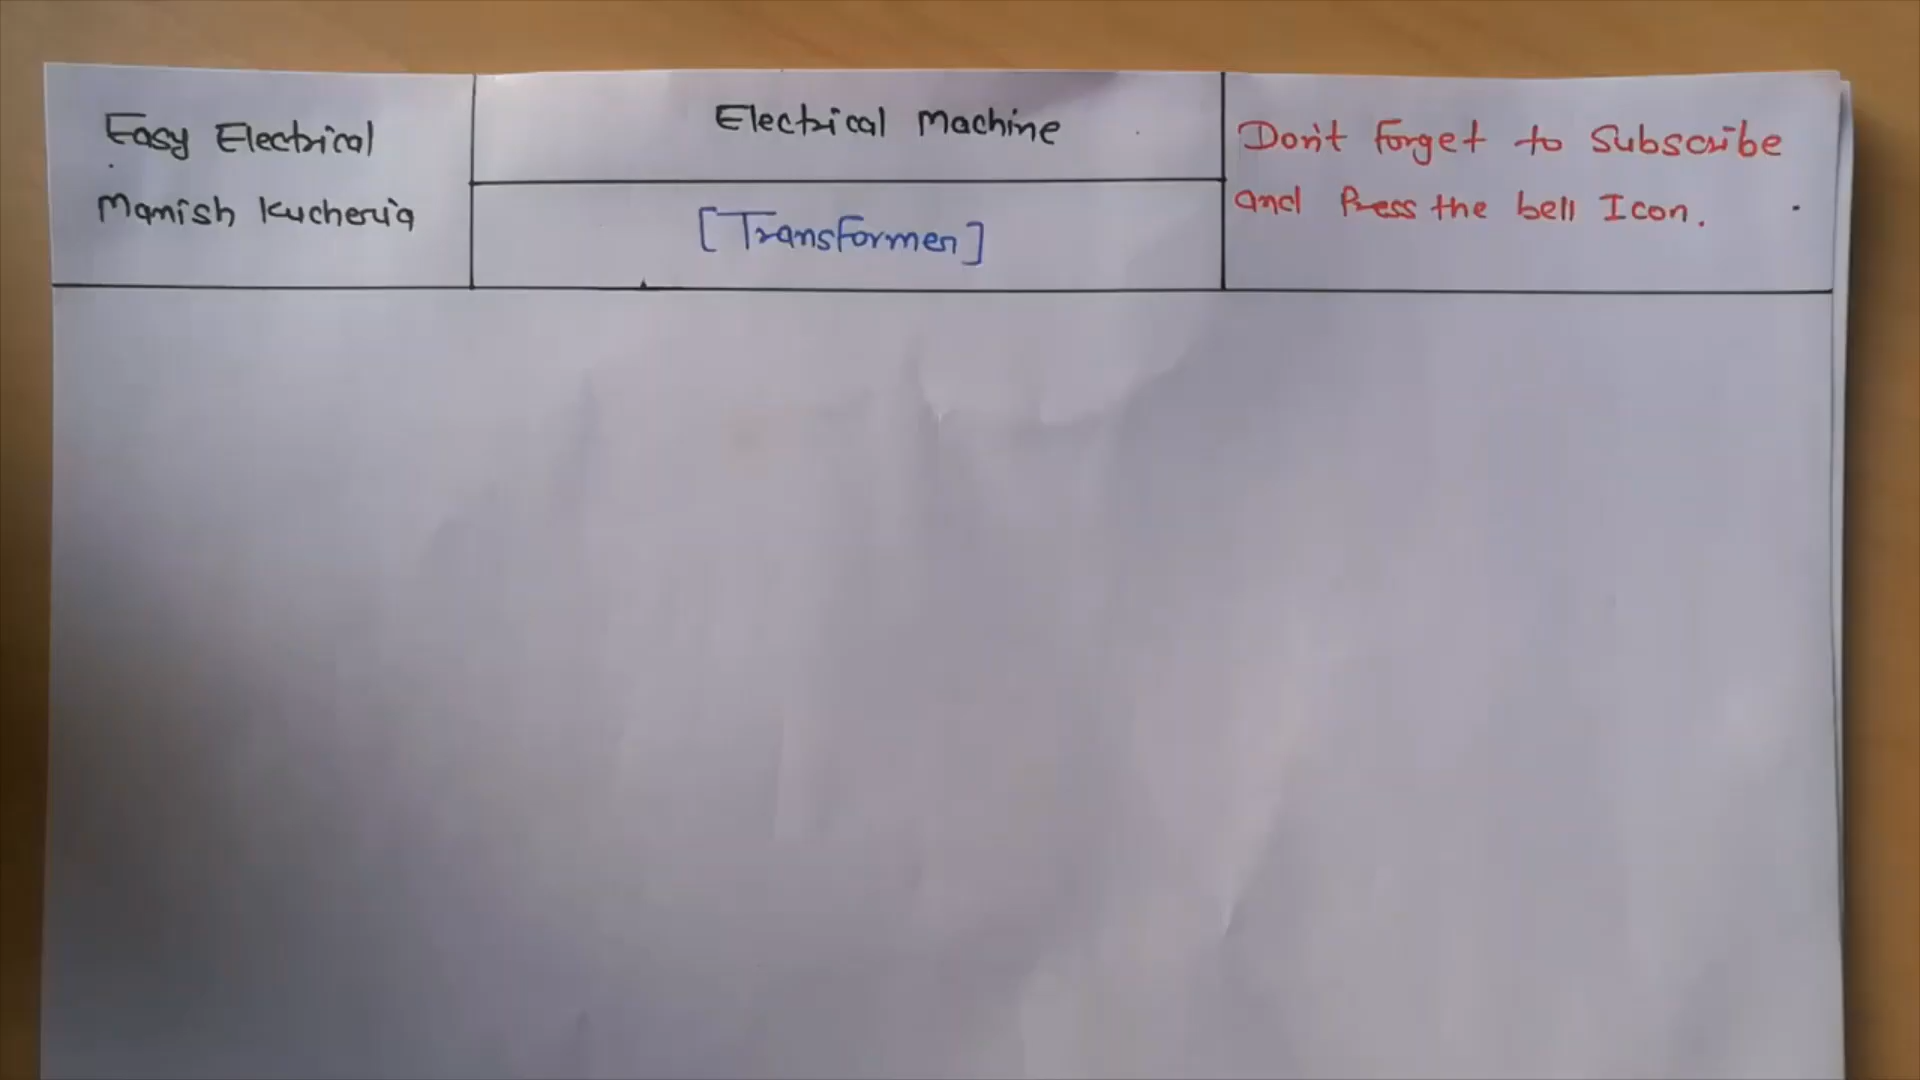 Easy Electrical
Manish Kucheria
Electrical Machine
[Transformer]
Don't forget to Subscribe
and Press the bell Icon.